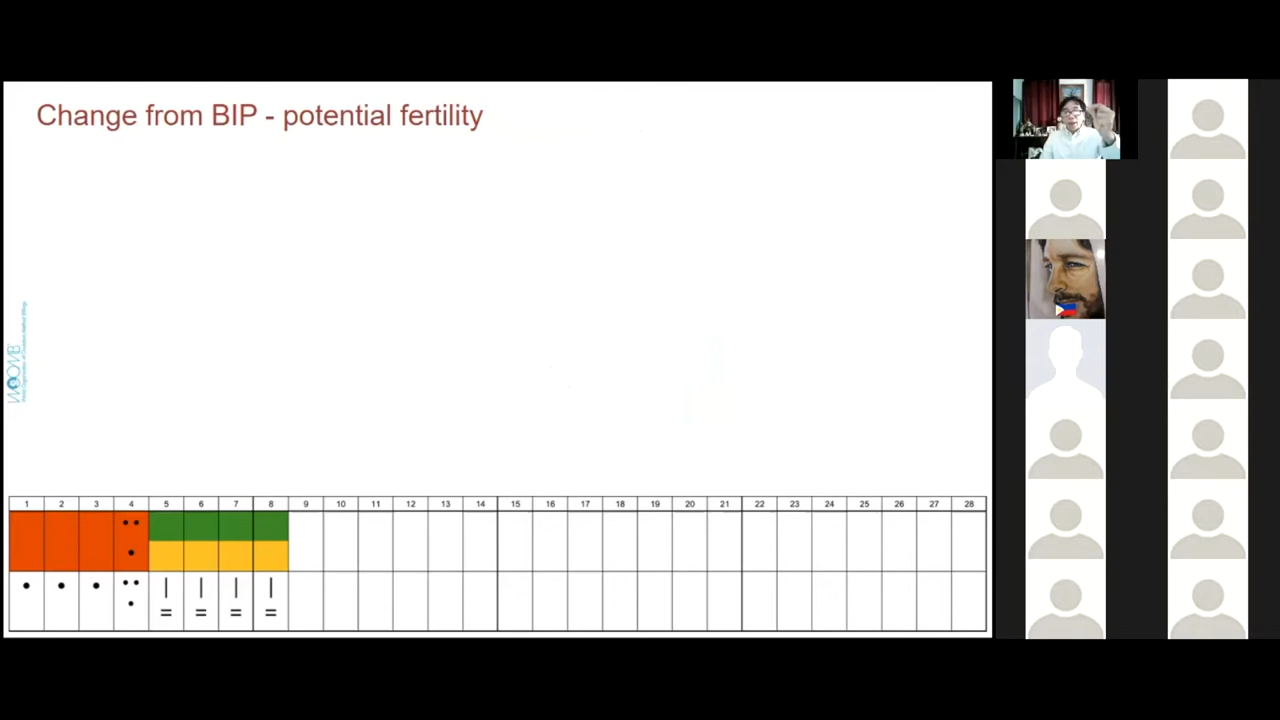 Change from BIP - potential fertility
WOOMB
1 2 3 4 5 6 7 8 9 10 11 12 13 14 15 16 17 18 19 20 21 22 23 24 25 26 27 28
| | | |
= = = =